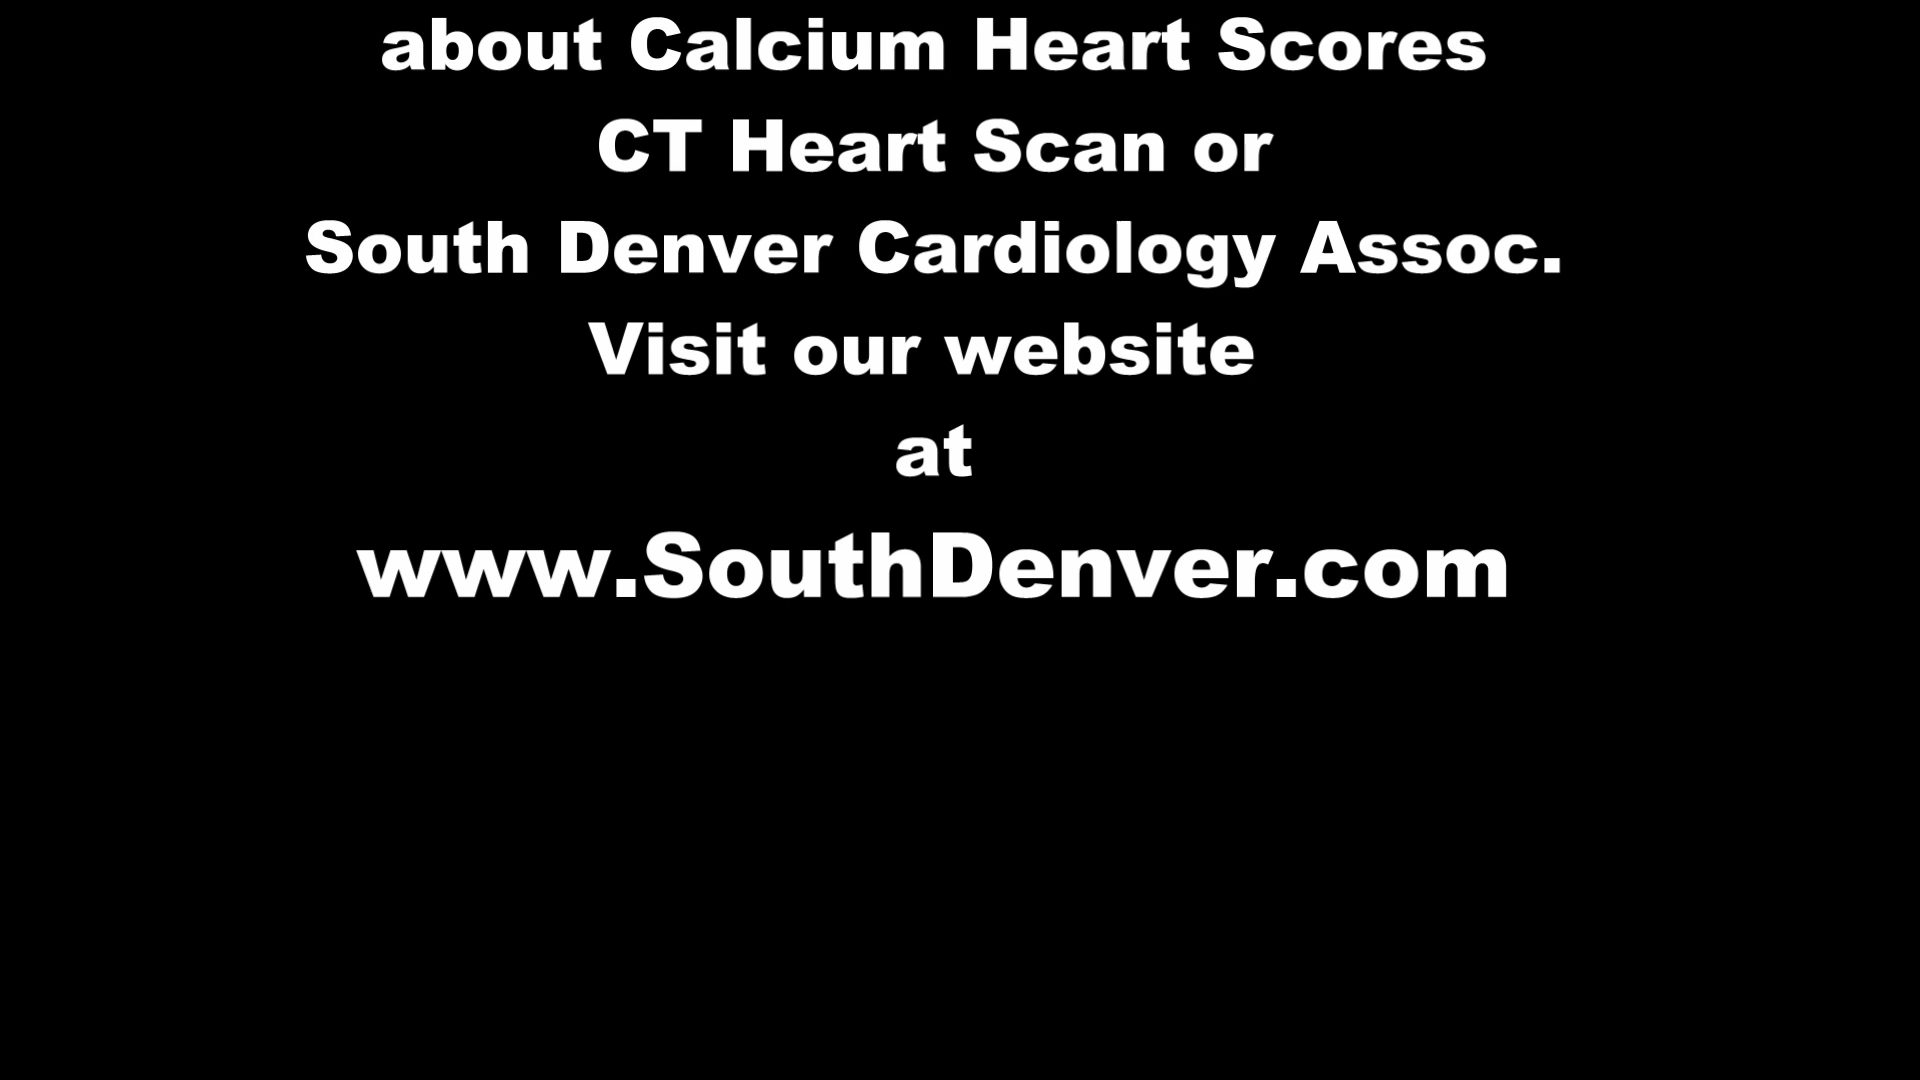 about Calcium Heart Scores
CT Heart Scan or
South Denver Cardiology Assoc.
Visit our website
at
www.SouthDenver.com